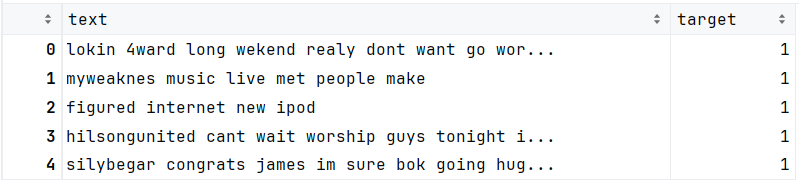 text target
0 lokin 4ward long wekend realy dont want go wor... 1
1 myweaknes music live met people make 1
2 figured internet new ipod 1
3 hilsongunited cant wait worship guys tonight i... 1
4 silybegar congrats james im sure bok going hug... 1